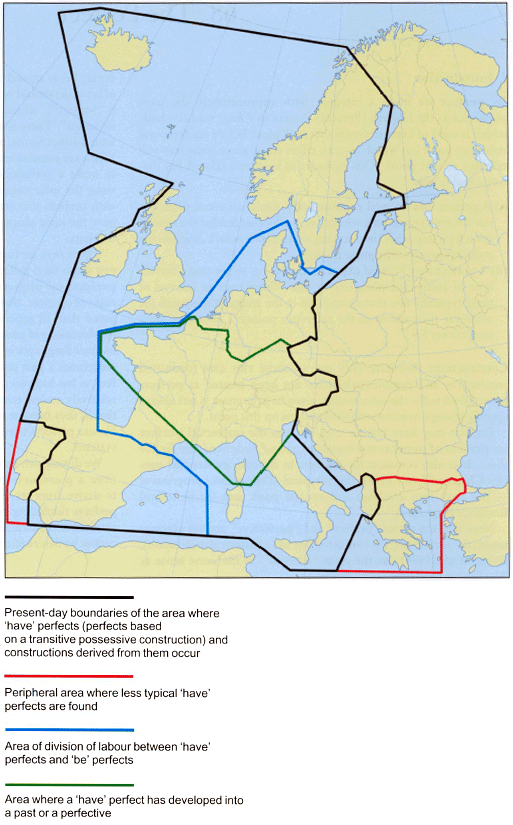 Present-day boundaries of the area where
‘have’ perfects (perfects based
on a transitive possessive construction) and
constructions derived from them occur
Peripheral area where less typical ‘have’
perfects are found
Area of division of labour between ‘have’
perfects and ‘be’ perfects
Area where a ‘have’ perfect has developed into
a past or a perfective